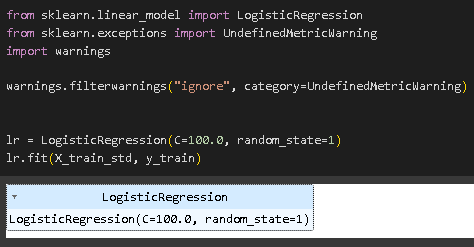 from sklearn.linear_model import LogisticRegression
from sklearn.exceptions import UndefinedMetricWarning
import warnings
warnings.filterwarnings("ignore", category=UndefinedMetricWarning)
lr = LogisticRegression(C=100.0, random_state=1)
lr.fit(X_train_std, y_train)
LogisticRegression
LogisticRegression(C=100.0, random_state=1)